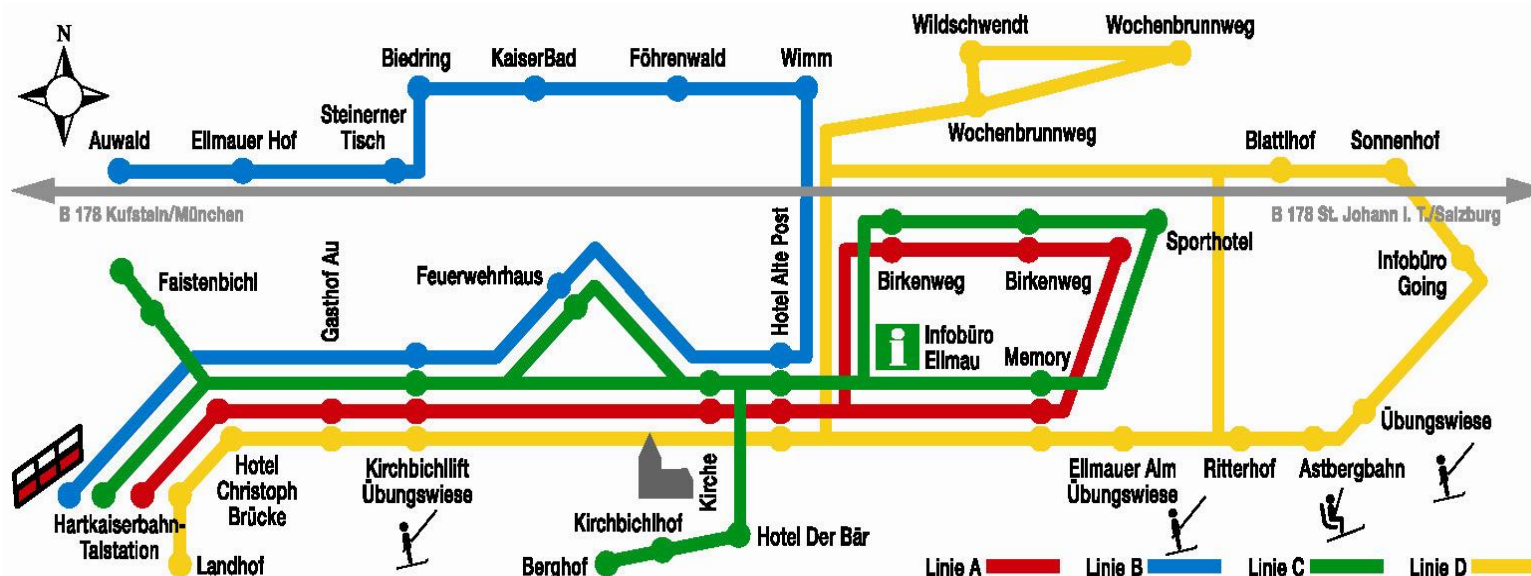 N
Wildschwendt
Wochenbrunnweg
Biedring
KaiserBad
Föhrenwald
Wimm
Steinerner
Tisch
Auwald
Ellmauer Hof
Wochenbrunnweg
Blattlhof
Sonnenhof
B 178 Kufstein/München
B 178 St. Johann i. T./Salzburg
Faistenbichl
Gasthof Au
Feuerwehrhaus
Hotel Alte Post
Birkenweg
Birkenweg
Sporthotel
Infobüro
Going
i
Infobüro
Ellmau
Memory
Hotel
Christoph
Brücke
Kirchbichllift
Übungswiese
Kirche
Ellmauer Alm
Übungswiese
Ritterhof
Astbergbahn
Übungswiese
Hartkaiserbahn-
Talstation
Landhof
Kirchbichlhof
Berghof
Hotel Der Bär
Linie A
Linie B
Linie C
Linie D